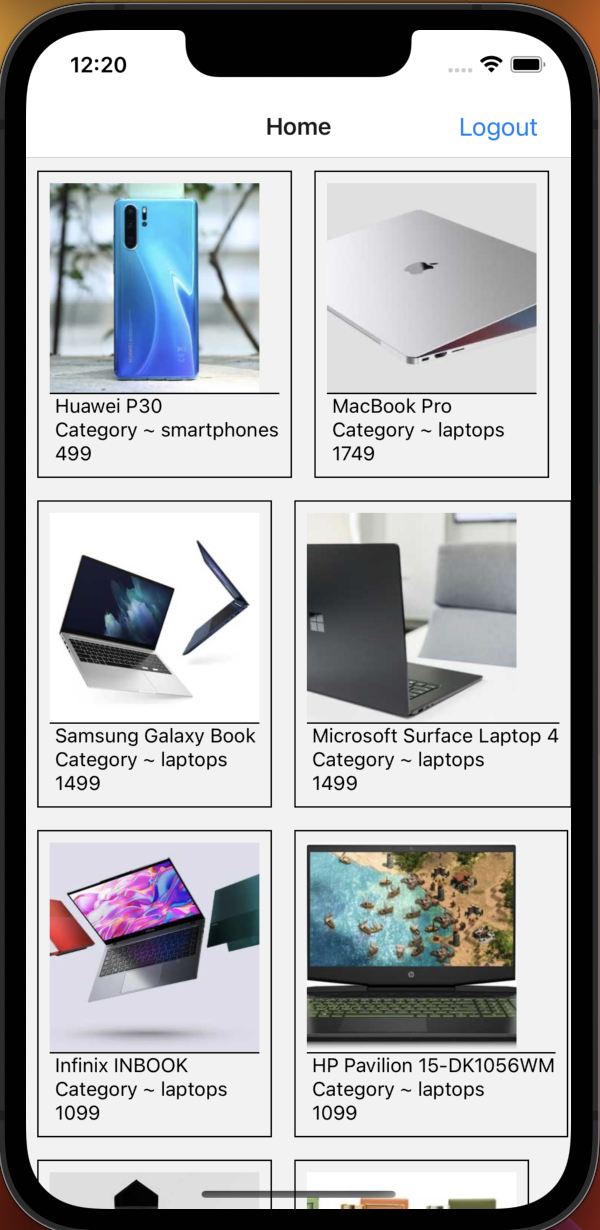 12:20
Home
Logout
Huawei P30
Category ~ smartphones
499
MacBook Pro
Category ~ laptops
1749
Samsung Galaxy Book
Category ~ laptops
1499
Microsoft Surface Laptop 4
Category ~ laptops
1499
Infinix INBOOK
Category ~ laptops
1099
HP Pavilion 15-DK1056WM
Category ~ laptops
1099